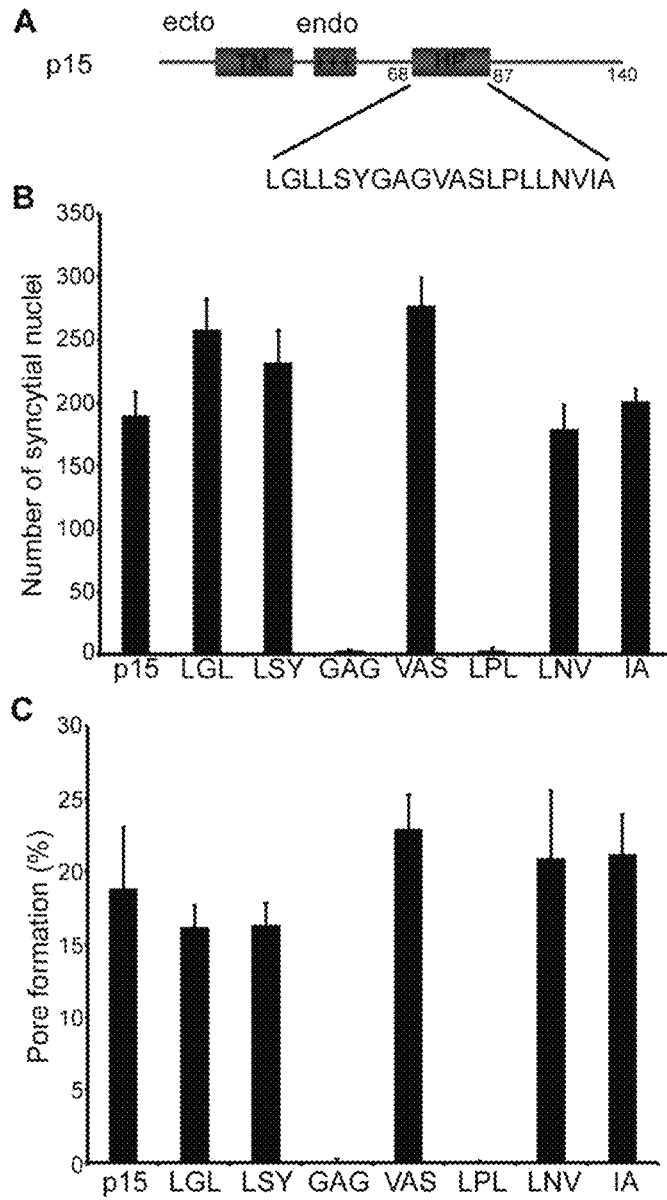 A
ecto
endo
p15
TM
+++
HP
68
87
140
LGLLSYGAGVASLPLLNVIA
B
Number of syncytial nuclei
350
300
250
200
150
100
50
0
p15 LGL LSY GAG VAS LPL LNV IA
C
Pore formation (%)
30
25
20
15
10
5
0
p15 LGL LSY GAG VAS LPL LNV IA